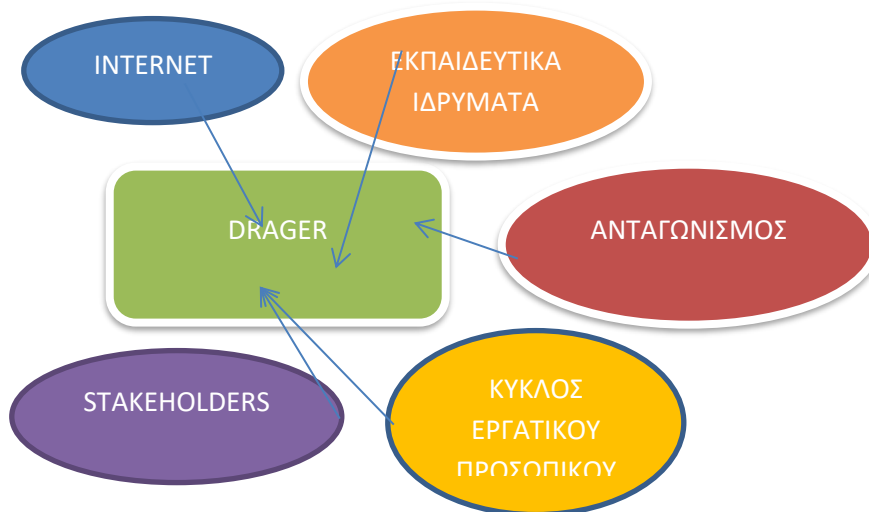 INTERNET
ΕΚΠΑΙΔΕΥΤΙΚΑ
ΙΔΡΥΜΑΤΑ
DRAGER
ΑΝΤΑΓΩΝΙΣΜΟΣ
STAKEHOLDERS
ΚΥΚΛΟΣ
ΕΡΓΑΤΙΚΟΥ
ΠΡΟΣΩΠΙΚΟΥ